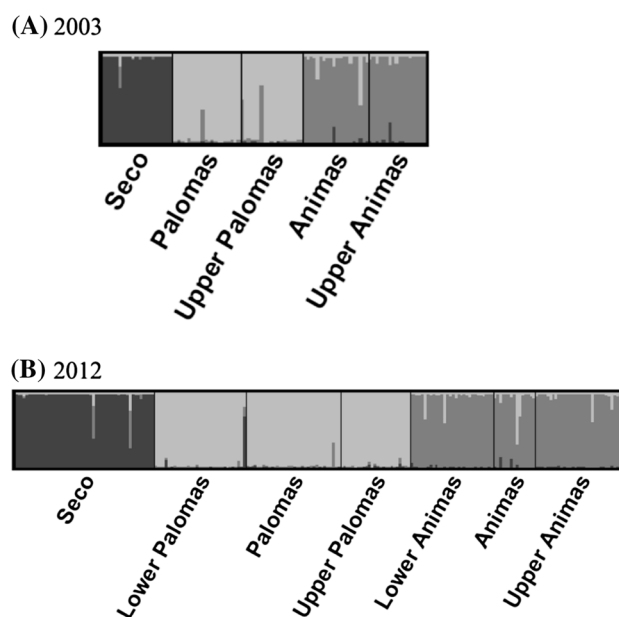 (A) 2003
Seco
Palomas
Upper Palomas
Animas
Upper Animas
(B) 2012
Seco
Lower Palomas
Palomas
Upper Palomas
Lower Animas
Animas
Upper Animas